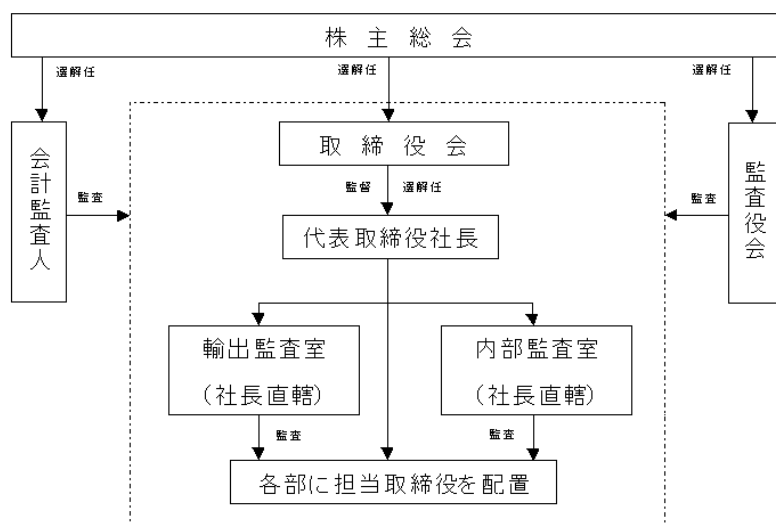 株主総会
選解任
選解任
選解任
会計監査人
取締役会
監査役会
監査
監督
選解任
監査
代表取締役社長
輸出監査室
(社長直轄)
内部監査室
(社長直轄)
監査
監査
各部に担当取締役を配置